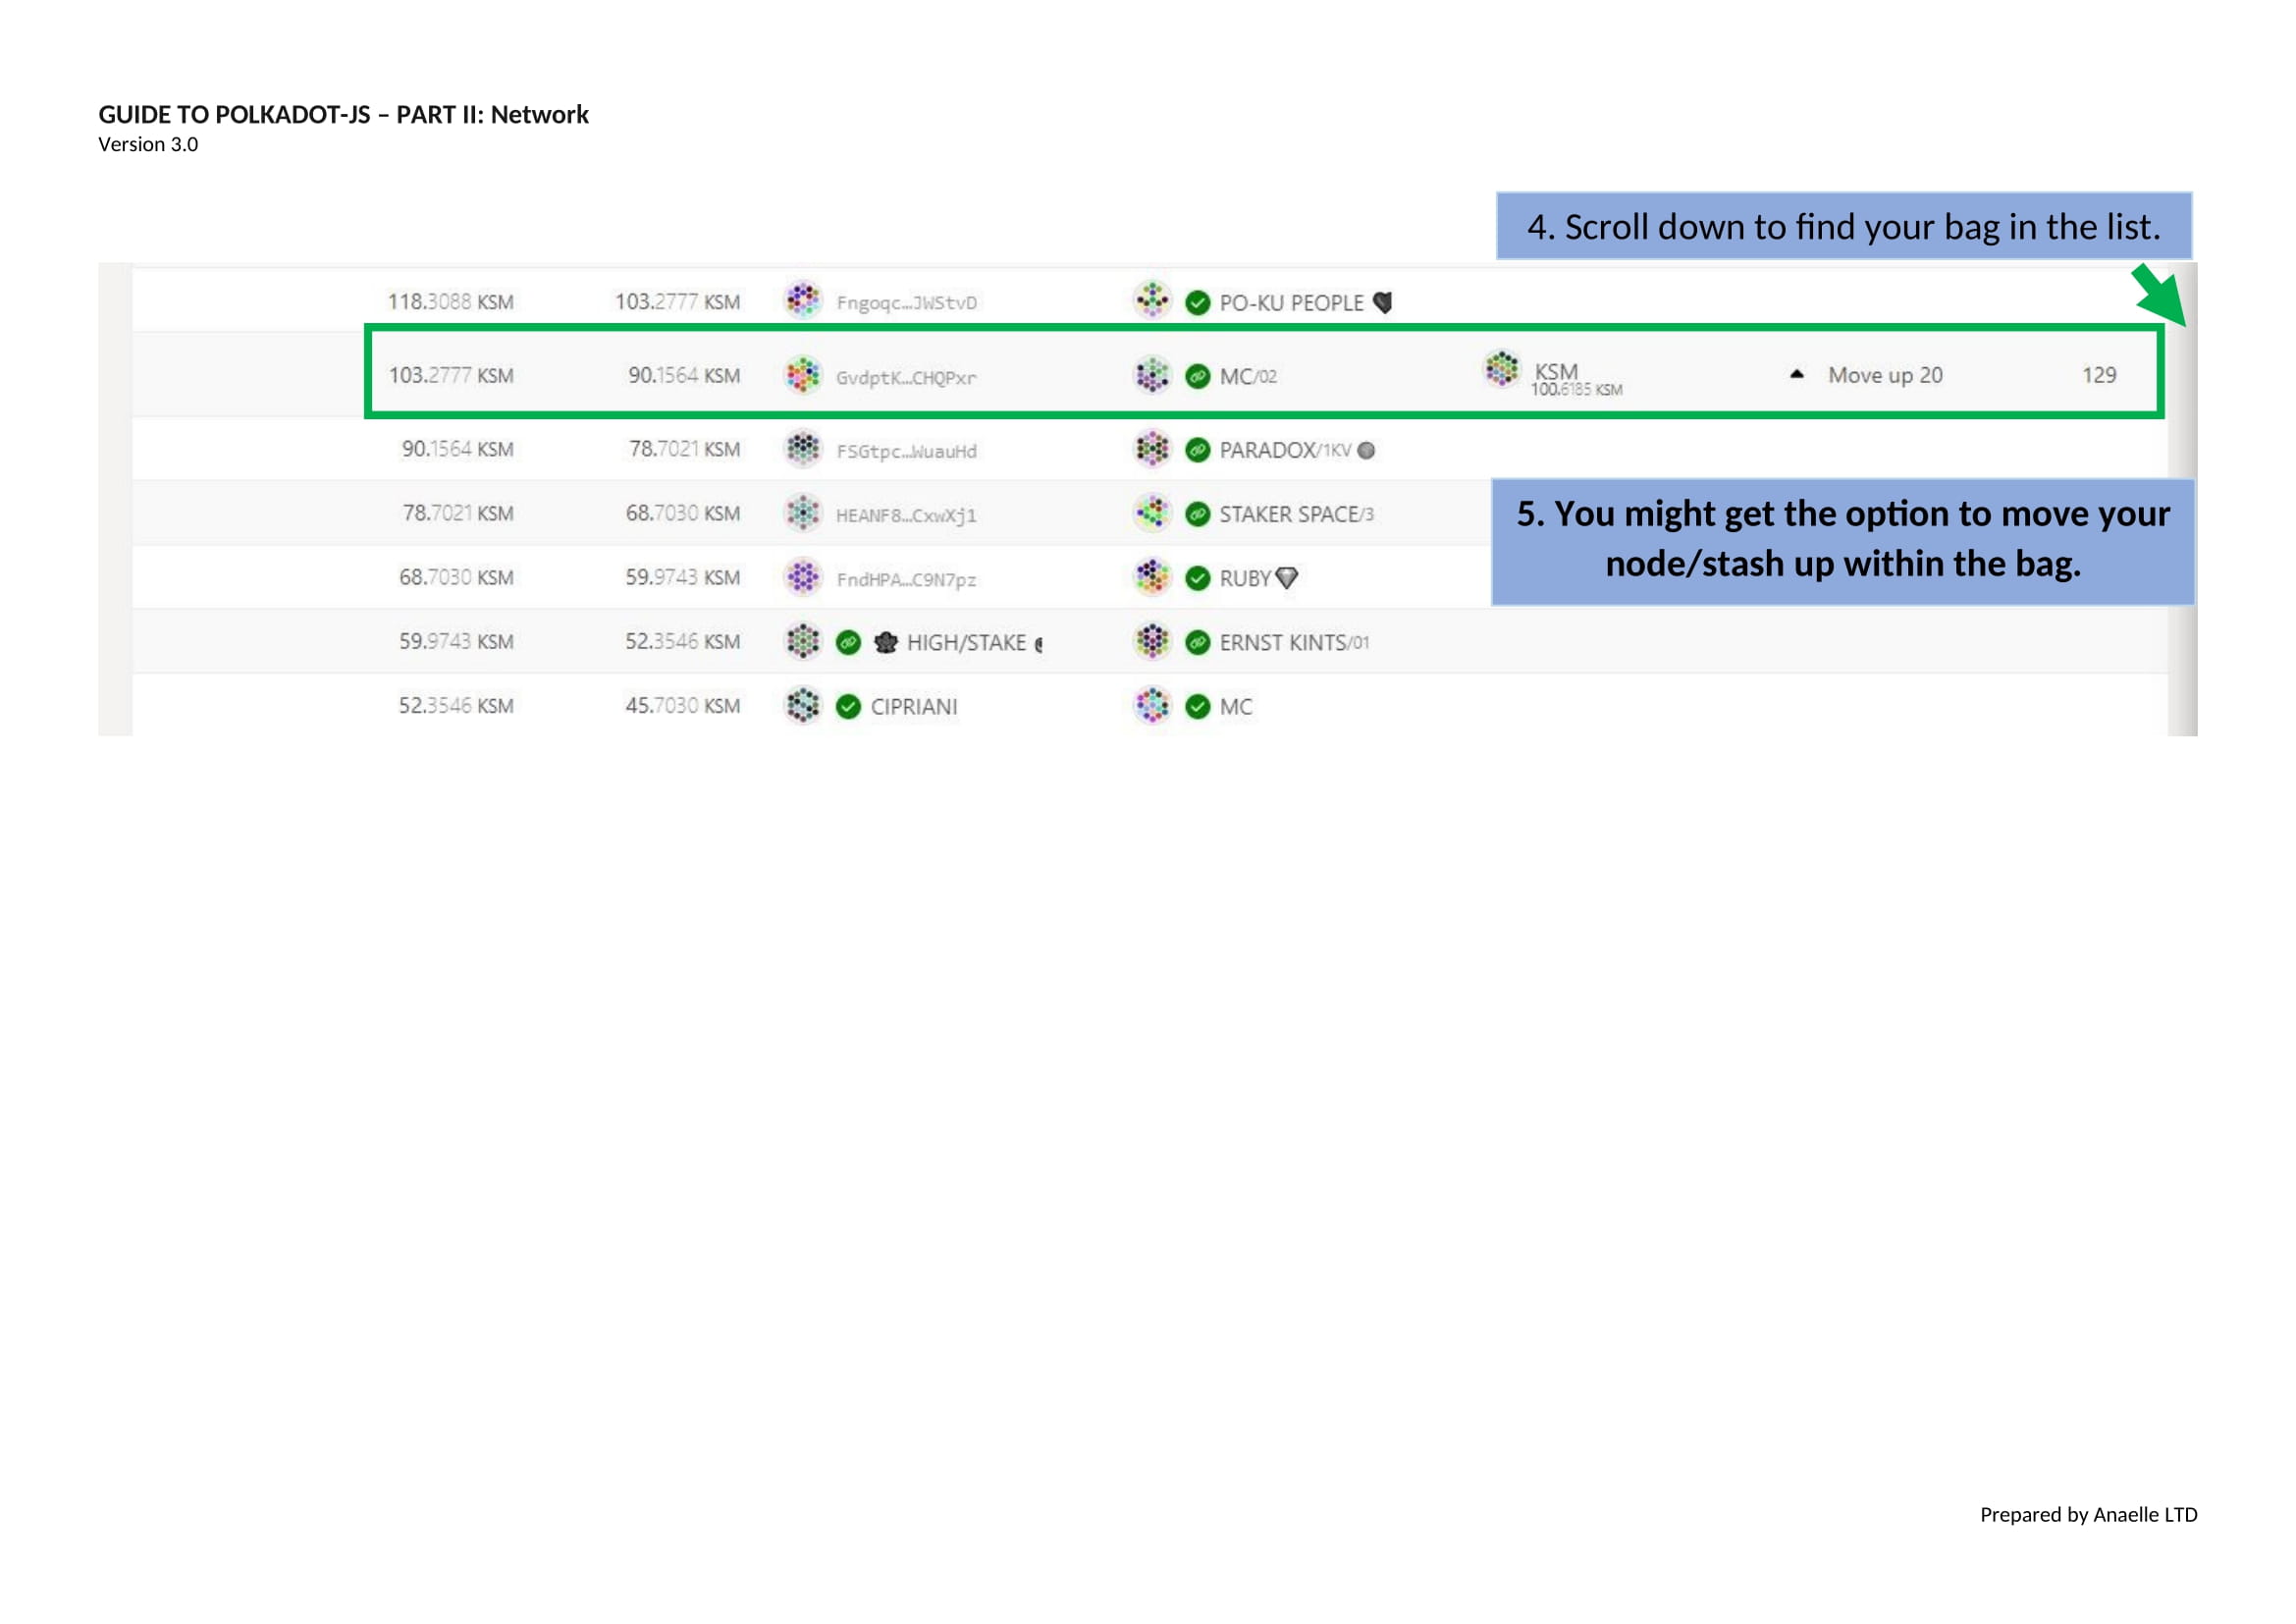 GUIDE TO POLKADOT-JS – PART II: Network
Version 3.0
4. Scroll down to find your bag in the list.
118.3088 KSM 103.2777 KSM Fngoqc...JWStvD PO-KU PEOPLE
103.2777 KSM 90.1564 KSM GvdptK...CHQPxr MC/02 KSM 100.6185 KSM Move up 20 129
90.1564 KSM 78.7021 KSM FSGtpc...WuauHd PARADOX/1KV
78.7021 KSM 68.7030 KSM HEANF8...CxwXj1 STAKER SPACE/3
5. You might get the option to move your
node/stash up within the bag.
68.7030 KSM 59.9743 KSM FndHPA...C9N7pz RUBY
59.9743 KSM 52.3546 KSM HIGH/STAKE ERNST KINTS/01
52.3546 KSM 45.7030 KSM CIPRIANI MC
Prepared by Anaelle LTD